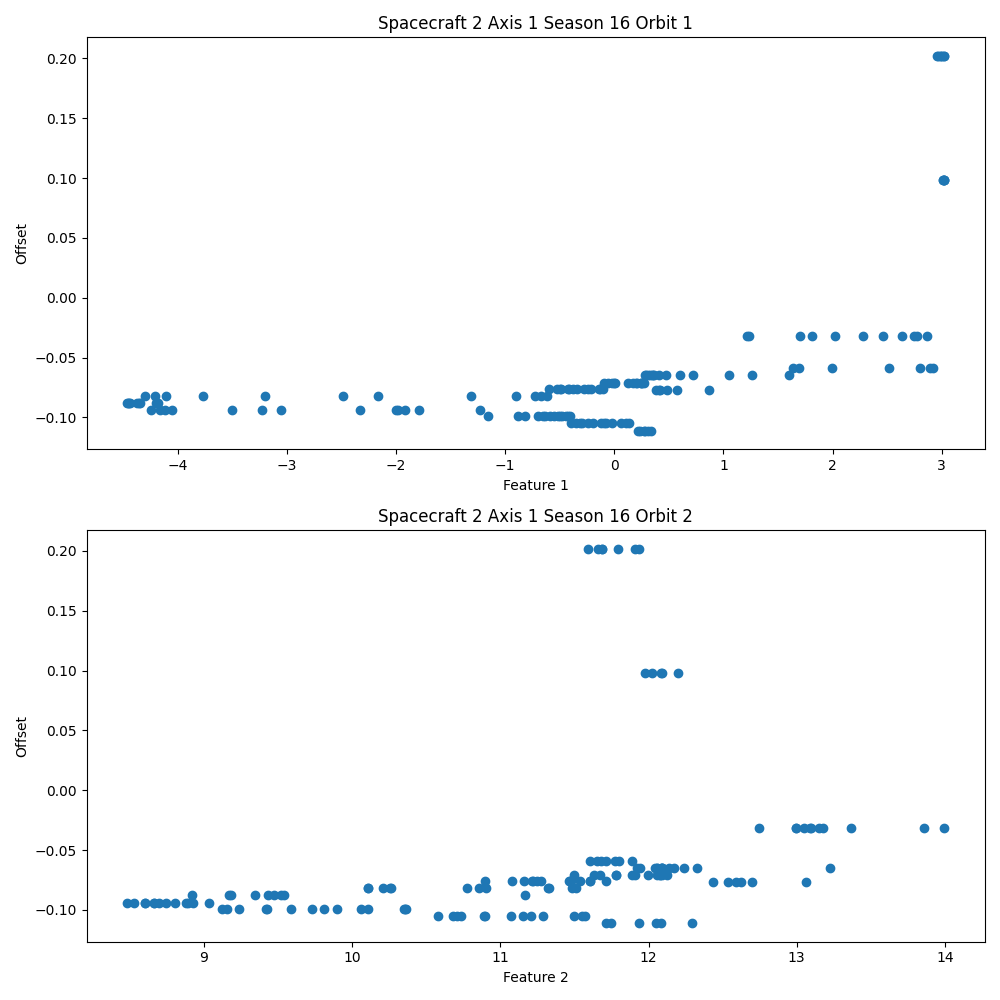 Spacecraft 2 Axis 1 Season 16 Orbit 1
0.20
0.15
0.10
0.05
0.00
−0.05
−0.10
Offset
−4 −3 −2 −1 0 1 2 3
Feature 1
Spacecraft 2 Axis 1 Season 16 Orbit 2
0.20
0.15
0.10
0.05
0.00
−0.05
−0.10
Offset
9 10 11 12 13 14
Feature 2